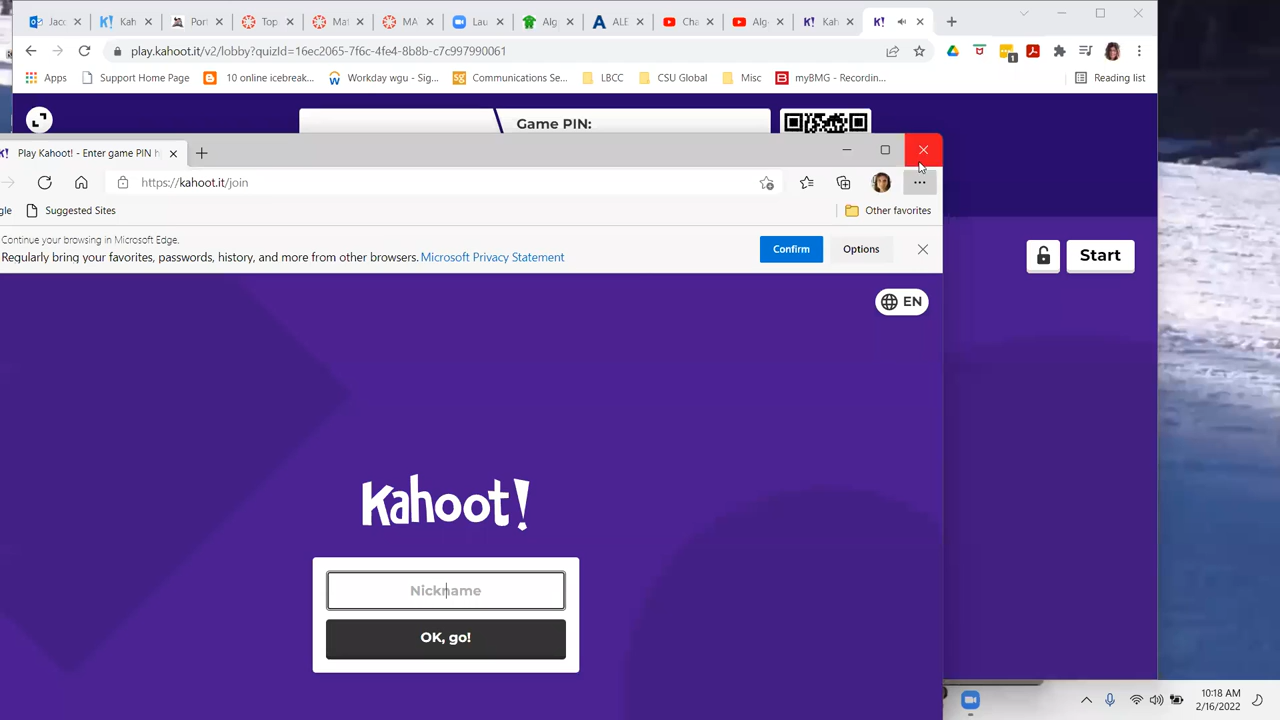 Jaco
Kah
Port
Top
Mat
MA
Lau
Alg
ALE
Cha
Alg
Kah
K!
play.kahoot.it/v2/lobby?quizId=16ec2065-7f6c-4fe4-8b8b-c7c997990061
1
Apps
Support Home Page
10 online icebreak...
Workday wgu - Sig...
Communications Se...
LBCC
CSU Global
Misc
myBMG - Recordin...
Reading list
Game PIN:
Play Kahoot! - Enter game PIN h
https://kahoot.it/join
gle
Suggested Sites
Other favorites
Continue your browsing in Microsoft Edge.
Regularly bring your favorites, passwords, history, and more from other browsers. Microsoft Privacy Statement
Confirm
Options
Start
EN
Kahoot!
Nickname
OK, go!
10:18 AM
2/16/2022